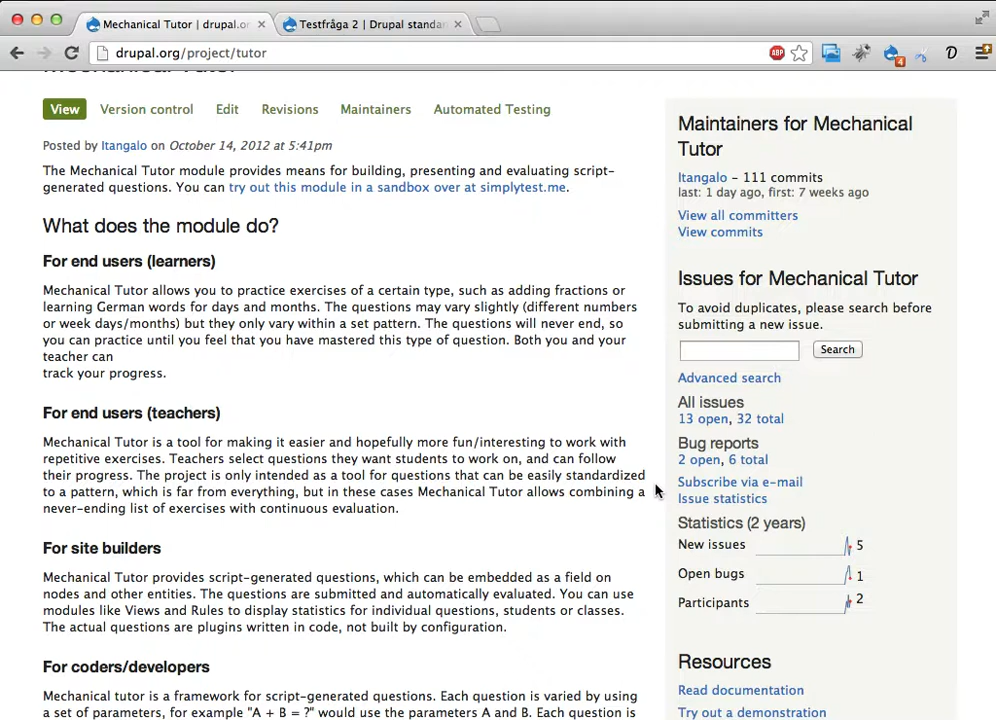 Mechanical Tutor | drupal.or
Testfråga 2 | Drupal standa
drupal.org/project/tutor
ABP
4
D
Mechanical Tutor
View
Version control
Edit
Revisions
Maintainers
Automated Testing
Posted by Itangalo on October 14, 2012 at 5:41pm
The Mechanical Tutor module provides means for building, presenting and evaluating script-
generated questions. You can try out this module in a sandbox over at simplytest.me.
What does the module do?
For end users (learners)
Mechanical Tutor allows you to practice exercises of a certain type, such as adding fractions or
learning German words for days and months. The questions may vary slightly (different numbers
or week days/months) but they only vary within a set pattern. The questions will never end, so
you can practice until you feel that you have mastered this type of question. Both you and your
teacher can
track your progress.
For end users (teachers)
Mechanical Tutor is a tool for making it easier and hopefully more fun/interesting to work with
repetitive exercises. Teachers select questions they want students to work on, and can follow
their progress. The project is only intended as a tool for questions that can be easily standardized
to a pattern, which is far from everything, but in these cases Mechanical Tutor allows combining a
never-ending list of exercises with continuous evaluation.
For site builders
Mechanical Tutor provides script-generated questions, which can be embedded as a field on
nodes and other entities. The questions are submitted and automatically evaluated. You can use
modules like Views and Rules to display statistics for individual questions, students or classes.
The actual questions are plugins written in code, not built by configuration.
For coders/developers
Mechanical tutor is a framework for script-generated questions. Each question is varied by using
a set of parameters, for example "A + B = ?" would use the parameters A and B. Each question is
Maintainers for Mechanical
Tutor
Itangalo – 111 commits
last: 1 day ago, first: 7 weeks ago
View all committers
View commits
Issues for Mechanical Tutor
To avoid duplicates, please search before
submitting a new issue.
Search
Advanced search
All issues
13 open, 32 total
Bug reports
2 open, 6 total
Subscribe via e-mail
Issue statistics
Statistics (2 years)
New issues 5
Open bugs 1
Participants 2
Resources
Read documentation
Try out a demonstration